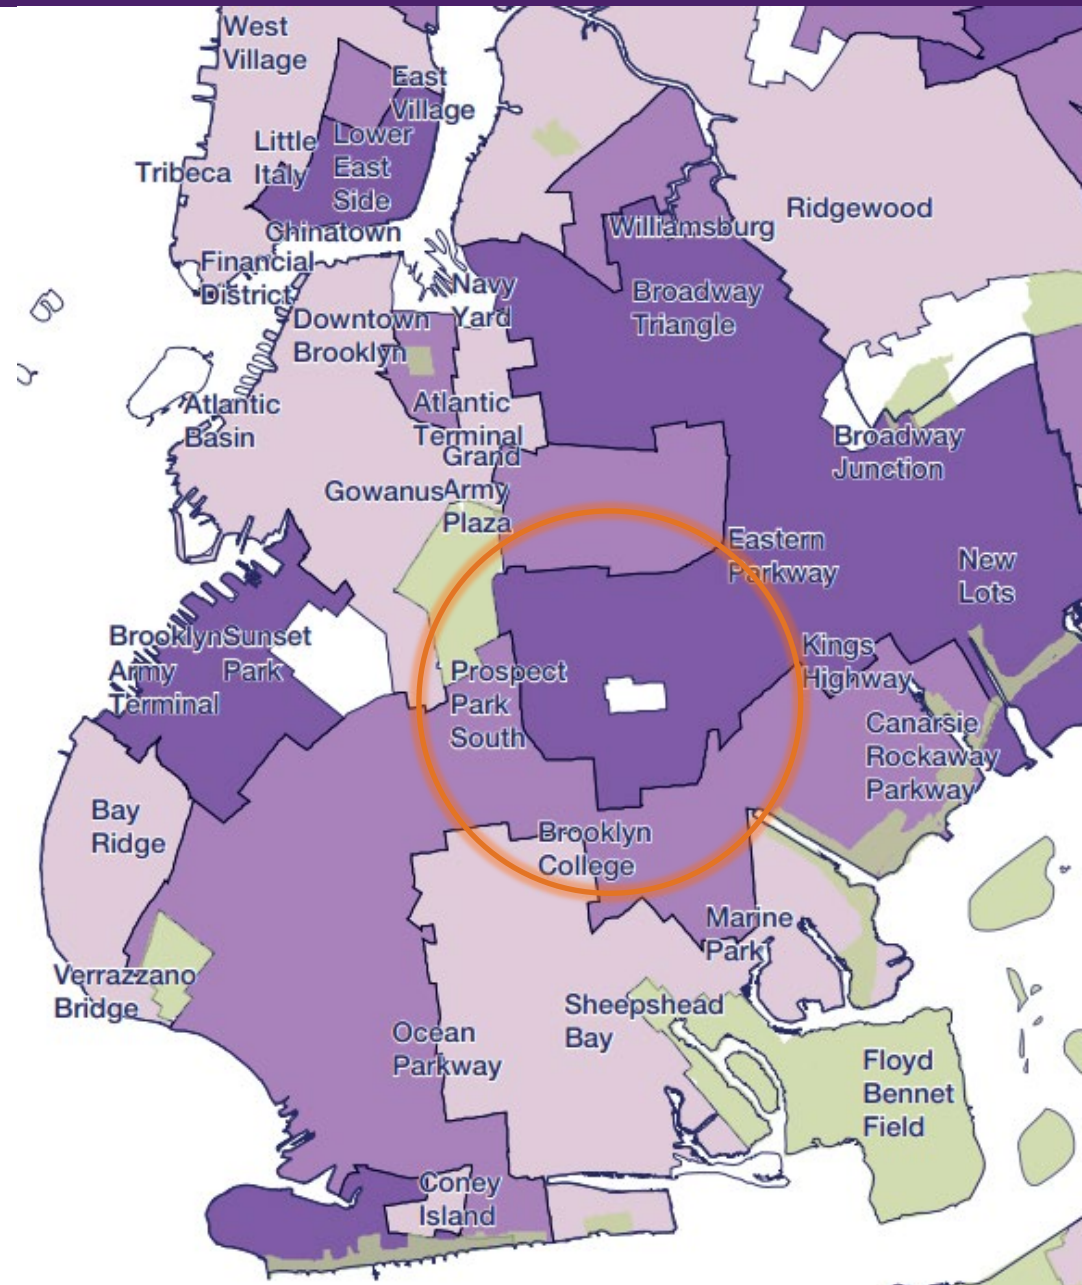 West
Village
East
Village
Little
Italy
Lower
East
Side
Tribeca
Chinatown
Financial
District
Williamsburg
Ridgewood
Navy
Yard
Broadway
Triangle
Downtown
Brooklyn
Atlantic
Basin
Atlantic
Terminal
Grand
Army
Plaza
Gowanus
Broadway
Junction
Eastern
Parkway
New
Lots
Brooklyn
Army
Terminal
Sunset
Park
Prospect
Park
South
Kings
Highway
Canarsie
Rockaway
Parkway
Bay
Ridge
Brooklyn
College
Marine
Park
Verrazzano
Bridge
Sheepshead
Bay
Ocean
Parkway
Floyd
Bennet
Field
Coney
Island